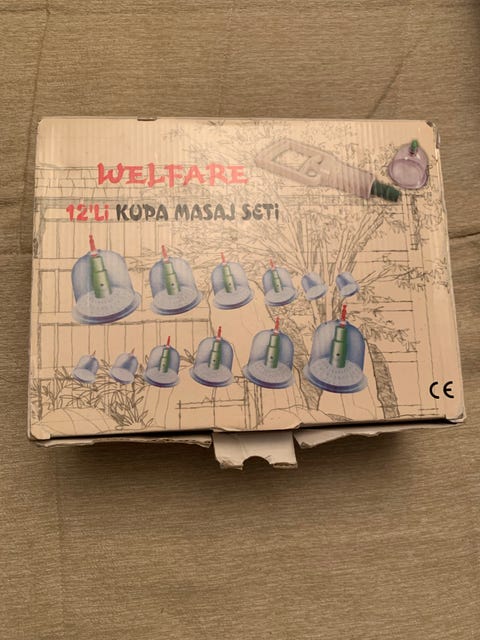 WELFARE
12'Li KUPA MASAJ SETi
CE